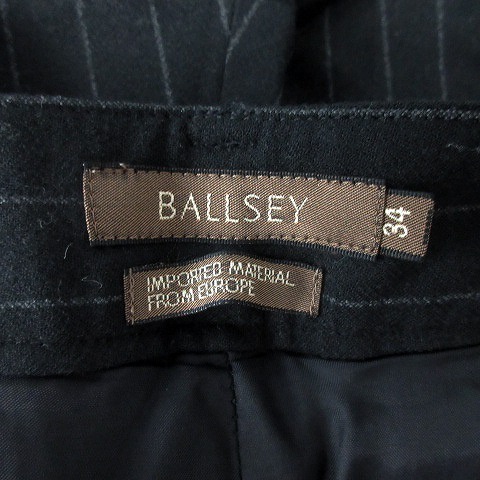 BALLSEY
34
IMPORTED MATERIAL
FROM EUROPE